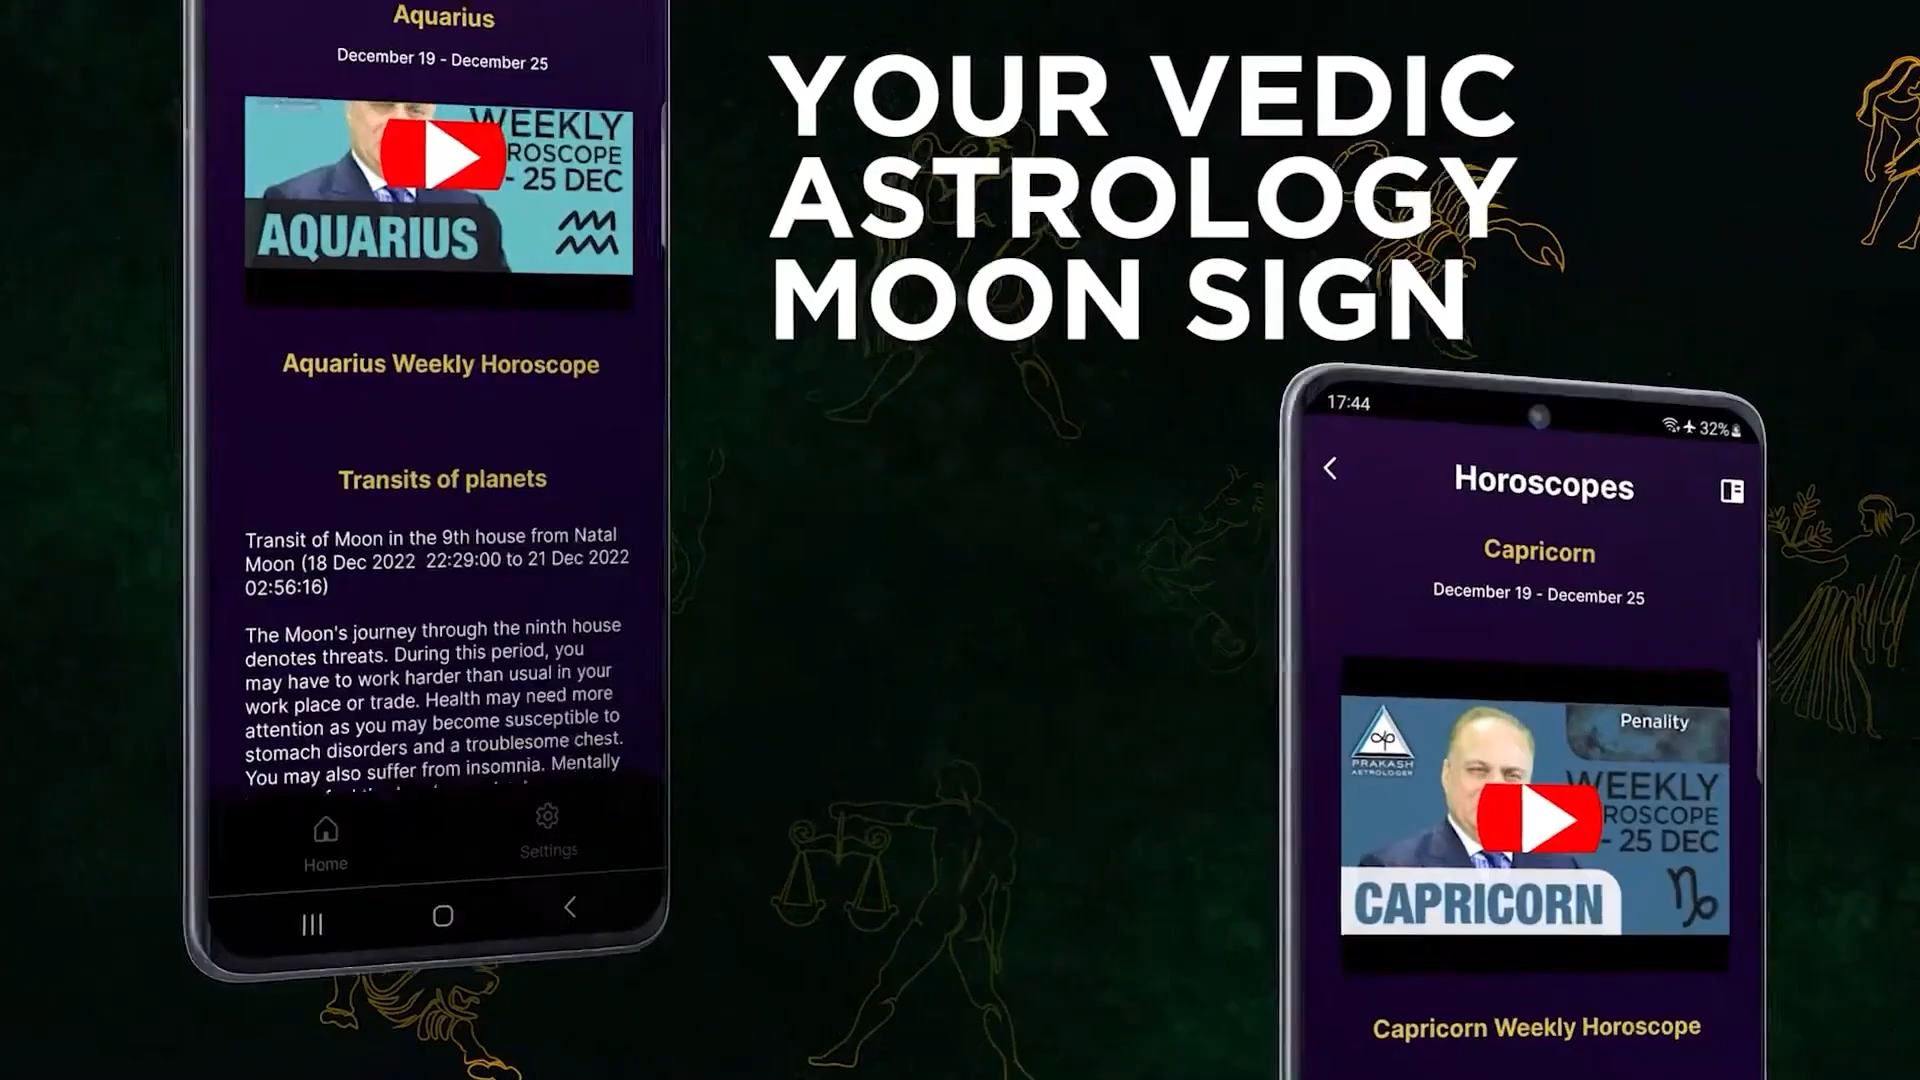 Aquarius
December 19 - December 25
WEEKLY
ROSCOPE
- 25 DEC
AQUARIUS
Aquarius Weekly Horoscope
Transits of planets
Transit of Moon in the 9th house from Natal
Moon (18 Dec 2022 22:29:00 to 21 Dec 2022
02:56:16)
The Moon's journey through the ninth house
denotes threats. During this period, you
may have to work harder than usual in your
work place or trade. Health may need more
attention as you may become susceptible to
stomach disorders and a troublesome chest.
You may also suffer from insomnia. Mentally
Home
Settings
YOUR VEDIC
ASTROLOGY
MOON SIGN
17:44
32%
Horoscopes
Capricorn
December 19 - December 25
PRAKASH
ASTROLOGER
Penality
WEEKLY
ROSCOPE
- 25 DEC
CAPRICORN
Capricorn Weekly Horoscope